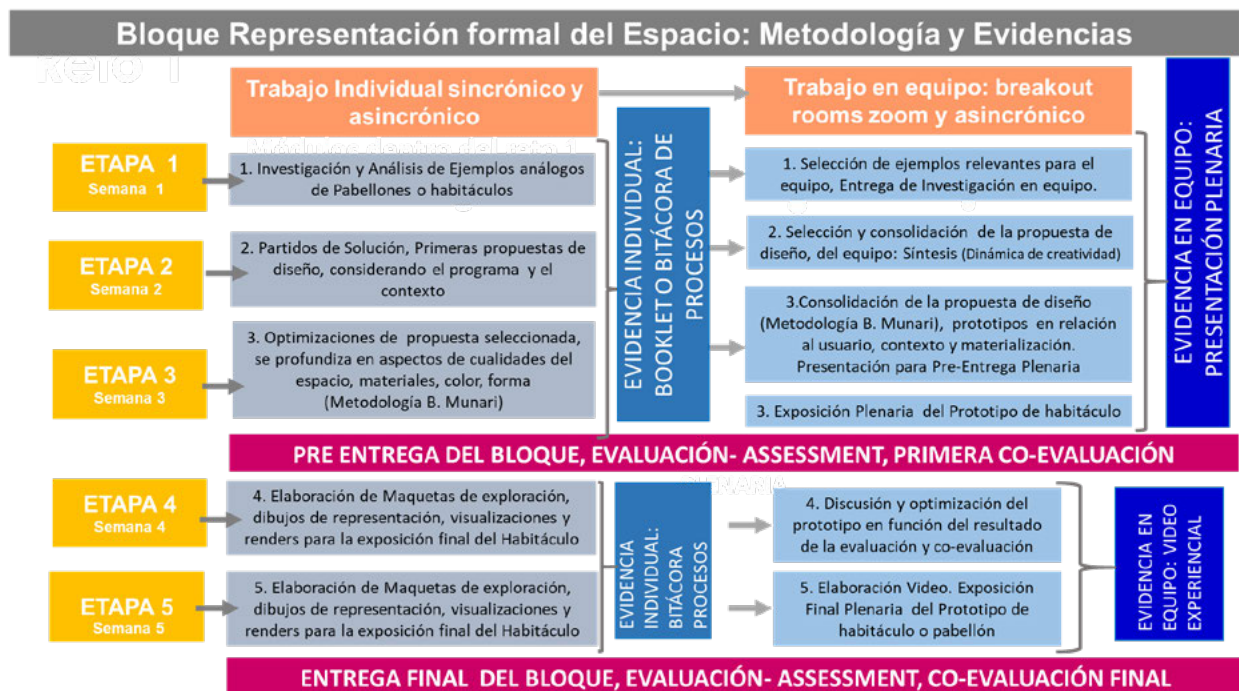 Bloque Representación formal del Espacio: Metodología y Evidencias
Reto 1
Trabajo Individual sincrónico y
asincrónico
Trabajo en equipo: breakout
rooms zoom y asincrónico
ETAPA 1
Semana 1
1. Investigación y Análisis de Ejemplos análogos
de Pabellones o habitáculos
1. Selección de ejemplos relevantes para el
equipo, Entrega de Investigación en equipo.
ETAPA 2
Semana 2
2. Partidos de Solución, Primeras propuestas de
diseño, considerando el programa y el
contexto
2. Selección y consolidación de la propuesta de
diseño, del equipo: Síntesis (Dinámica de creatividad)
ETAPA 3
Semana 3
3. Optimizaciones de propuesta seleccionada,
se profundiza en aspectos de cualidades del
espacio, materiales, color, forma
(Metodología B. Munari)
3.Consolidación de la propuesta de diseño
(Metodología B. Munari), prototipos en relación
al usuario, contexto y materialización.
Presentación para Pre-Entrega Plenaria
3. Exposición Plenaria del Prototipo de habitáculo
EVIDENCIA INDIVIDUAL:
BOOKLET O BITÁCORA DE
PROCESOS
EVIDENCIA EN EQUIPO:
PRESENTACIÓN PLENARIA
PRE ENTREGA DEL BLOQUE, EVALUACIÓN- ASSESSMENT, PRIMERA CO-EVALUACIÓN
ETAPA 4
Semana 4
4. Elaboración de Maquetas de exploración,
dibujos de representación, visualizaciones y
renders para la exposición final del Habitáculo
4. Discusión y optimización del
prototipo en función del resultado
de la evaluación y co-evaluación
ETAPA 5
Semana 5
5. Elaboración de Maquetas de exploración,
dibujos de representación, visualizaciones y
renders para la exposición final del Habitáculo
5. Elaboración Video. Exposición
Final Plenaria del Prototipo de
habitáculo o pabellón
EVIDENCIA
INDIVIDUAL:
BITÁCORA
PROCESOS
EVIDENCIA EN
EQUIPO: VIDEO
EXPERIENCIAL
ENTREGA FINAL DEL BLOQUE, EVALUACIÓN- ASSESSMENT, CO-EVALUACIÓN FINAL